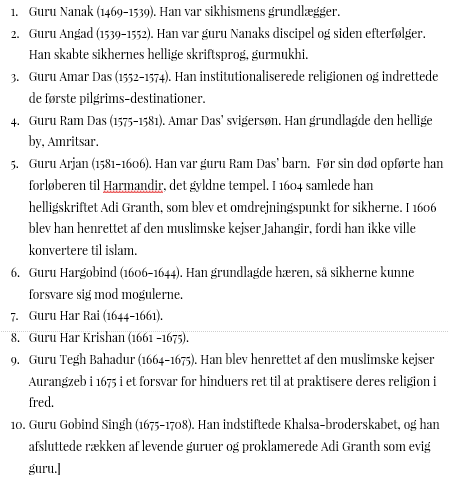 1. Guru Nanak (1469-1539). Han var sikhismens grundlægger.
2. Guru Angad (1539-1552). Han var guru Nanaks discipel og siden efterfølger.
Han skabte sikhernes hellige skriftsprog, gurmukhi.
3. Guru Amar Das (1552-1574). Han institutionaliserede religionen og indrettede
de første pilgrims-destinationer.
4. Guru Ram Das (1575-1581). Amar Das’ svigersøn. Han grundlagde den hellige
by, Amritsar.
5. Guru Arjan (1581-1606). Han var guru Ram Das’ barn. Før sin død opførte han
forløberen til Harmandir, det gyldne tempel. I 1604 samlede han
helligskriftet Adi Granth, som blev et omdrejningspunkt for sikherne. I 1606
blev han henrettet af den muslimske kejser Jahangir, fordi han ikke ville
konvertere til islam.
6. Guru Hargobind (1606-1644). Han grundlagde hæren, så sikherne kunne
forsvare sig mod mogulerne.
7. Guru Har Rai (1644-1661).
8. Guru Har Krishan (1661 -1675).
9. Guru Tegh Bahadur (1664-1675). Han blev henrettet af den muslimske kejser
Aurangzeb i 1675 i et forsvar for hinduers ret til at praktisere deres religion i
fred.
10. Guru Gobind Singh (1675-1708). Han indstiftede Khalsa-broderskabet, og han
afsluttede rækken af levende guruer og proklamerede Adi Granth som evig
guru.]